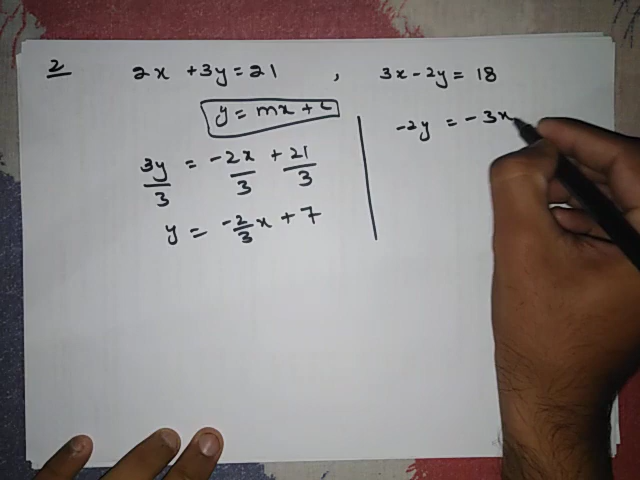 2 2x + 3y = 21 , 3x - 2y = 18
y = mx + c
3y/3 = -2x/3 + 21/3
y = -2/3 x + 7
-2y = -3x